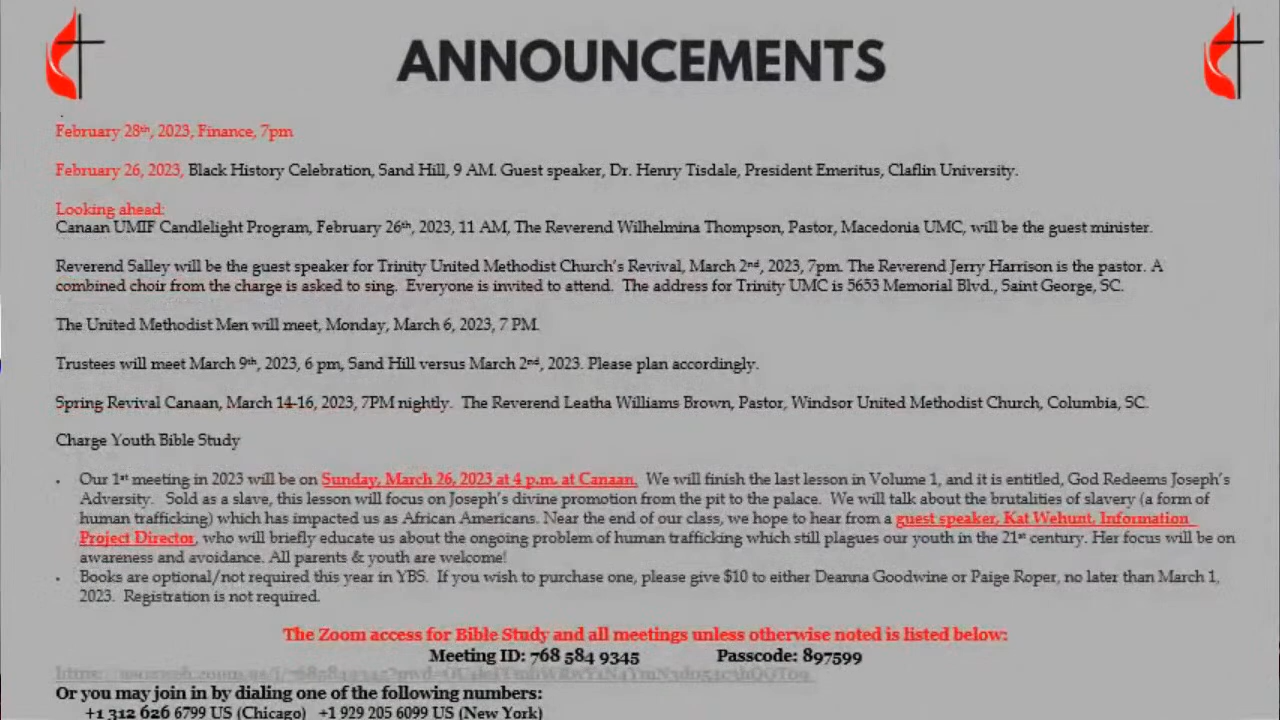 ANNOUNCEMENTS
February 28th, 2023, Finance, 7pm
February 26, 2023, Black History Celebration, Sand Hill, 9 AM. Guest speaker, Dr. Henry Tisdale, President Emeritus, Claflin University.
Looking ahead:
Canaan UMIF Candlelight Program, February 26th, 2023, 11 AM, The Reverend Wilhelmina Thompson, Pastor, Macedonia UMC, will be the guest minister.
Reverend Salley will be the guest speaker for Trinity United Methodist Church's Revival, March 2nd, 2023, 7pm. The Reverend Jerry Harrison is the pastor. A
combined choir from the charge is asked to sing. Everyone is invited to attend. The address for Trinity UMC is 5653 Memorial Blvd., Saint George, SC.
The United Methodist Men will meet, Monday, March 6, 2023, 7 PM.
Trustees will meet March 9th, 2023, 6 pm, Sand Hill versus March 2nd, 2023. Please plan accordingly.
Spring Revival Canaan, March 14-16, 2023, 7PM nightly. The Reverend Leatha Williams Brown, Pastor, Windsor United Methodist Church, Columbia, SC.
Charge Youth Bible Study
• Our 1st meeting in 2023 will be on Sunday, March 26, 2023 at 4 p.m. at Canaan. We will finish the last lesson in Volume 1, and it is entitled, God Redeems Joseph's
Adversity. Sold as a slave, this lesson will focus on Joseph's divine promotion from the pit to the palace. We will talk about the brutalities of slavery (a form of
human trafficking) which has impacted us as African Americans. Near the end of our class, we hope to hear from a guest speaker, Kat Wehunt, Information
Project Director, who will briefly educate us about the ongoing problem of human trafficking which still plagues our youth in the 21st century. Her focus will be on
awareness and avoidance. All parents & youth are welcome!
• Books are optional/not required this year in YBS. If you wish to purchase one, please give $10 to either Deanna Goodwine or Paige Roper, no later than March 1,
2023. Registration is not required.
The Zoom access for Bible Study and all meetings unless otherwise noted is listed below:
Meeting ID: 768 584 9345 Passcode: 897599
Or you may join in by dialing one of the following numbers:
+1 312 626 6799 US (Chicago) +1 929 205 6099 US (New York)